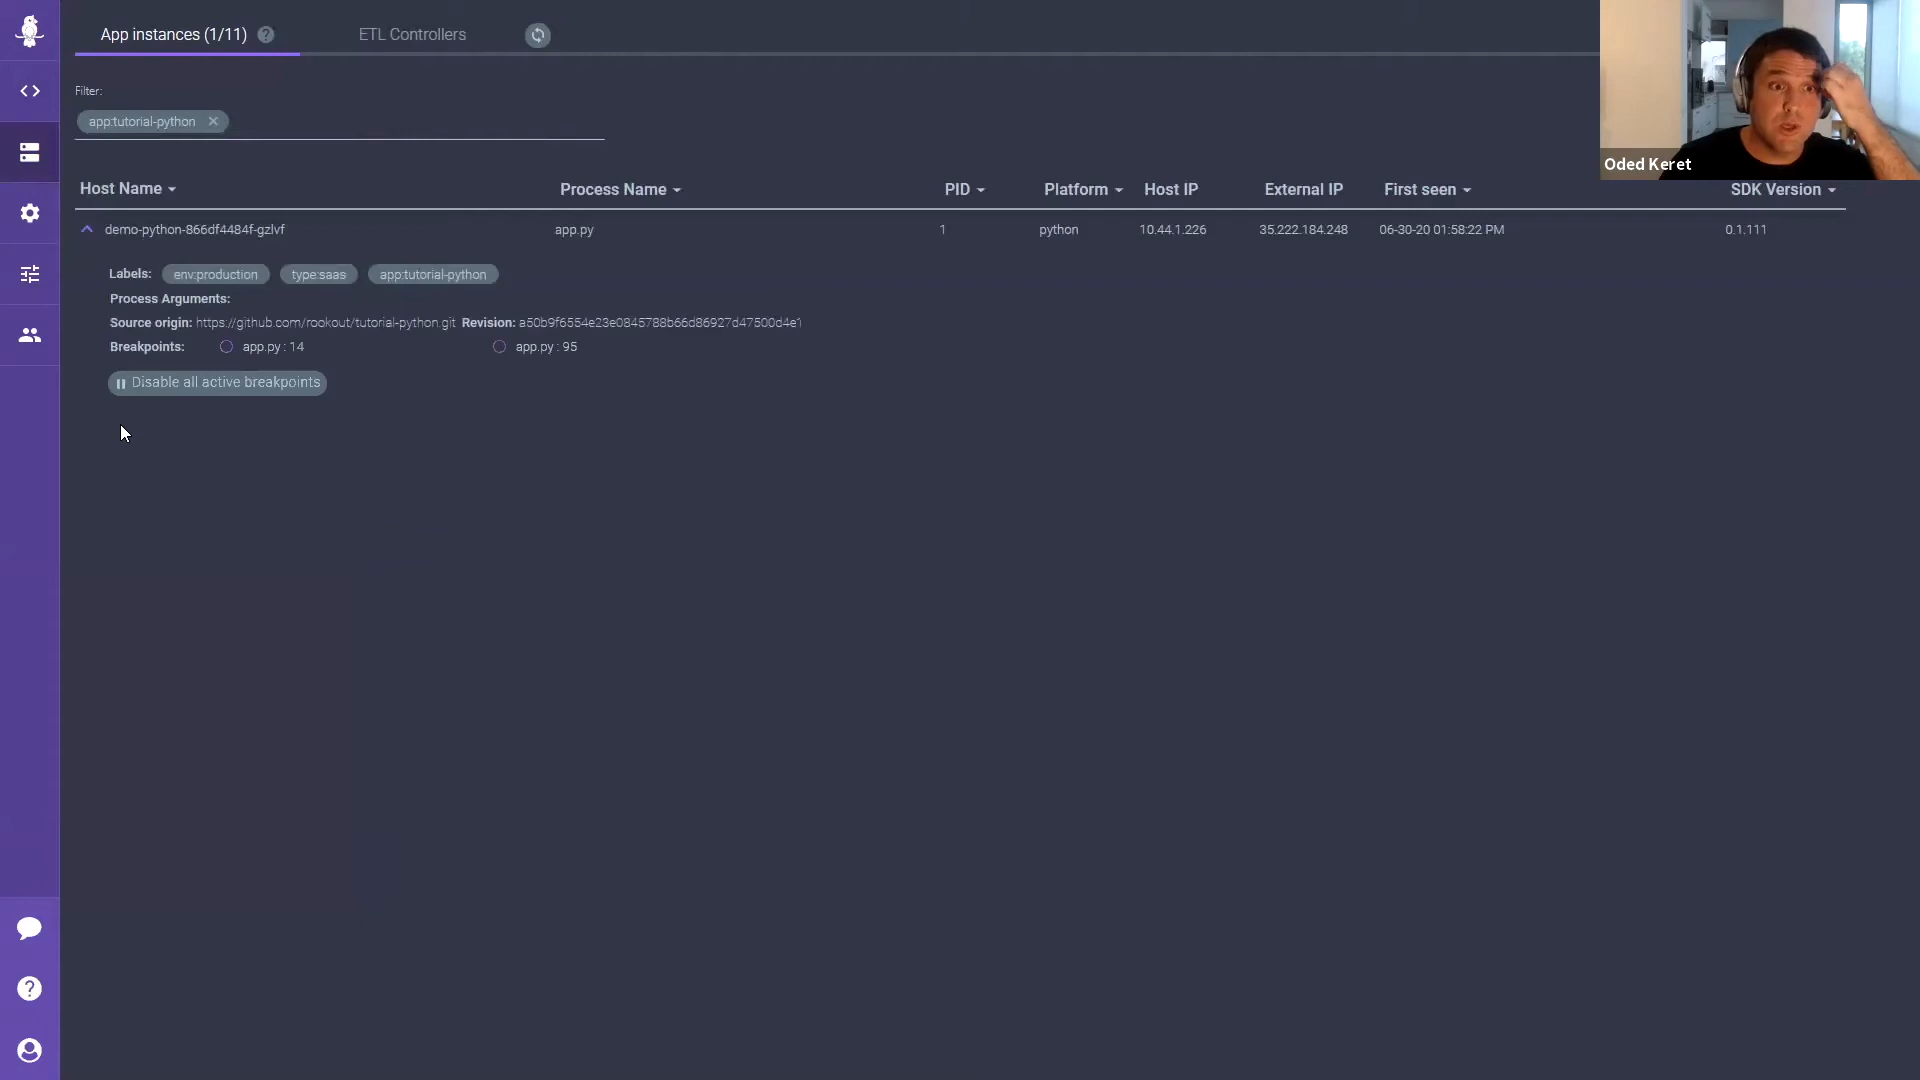 App instances (1/11) ? ETL Controllers
Filter:
app:tutorial-python ×
Oded Keret
Host Name Process Name PID Platform Host IP External IP First seen SDK Version
demo-python-866df4484f-gzlvf app.py 1 python 10.44.1.226 35.222.184.248 06-30-20 01:58:22 PM 0.1.111
Labels: env:production type:saas app:tutorial-python
Process Arguments:
Source origin: https://github.com/rookout/tutorial-python.git Revision: a50b9f6554e23e0845788b66d86927d47500d4e1
Breakpoints: app.py : 14 app.py : 95
Disable all active breakpoints